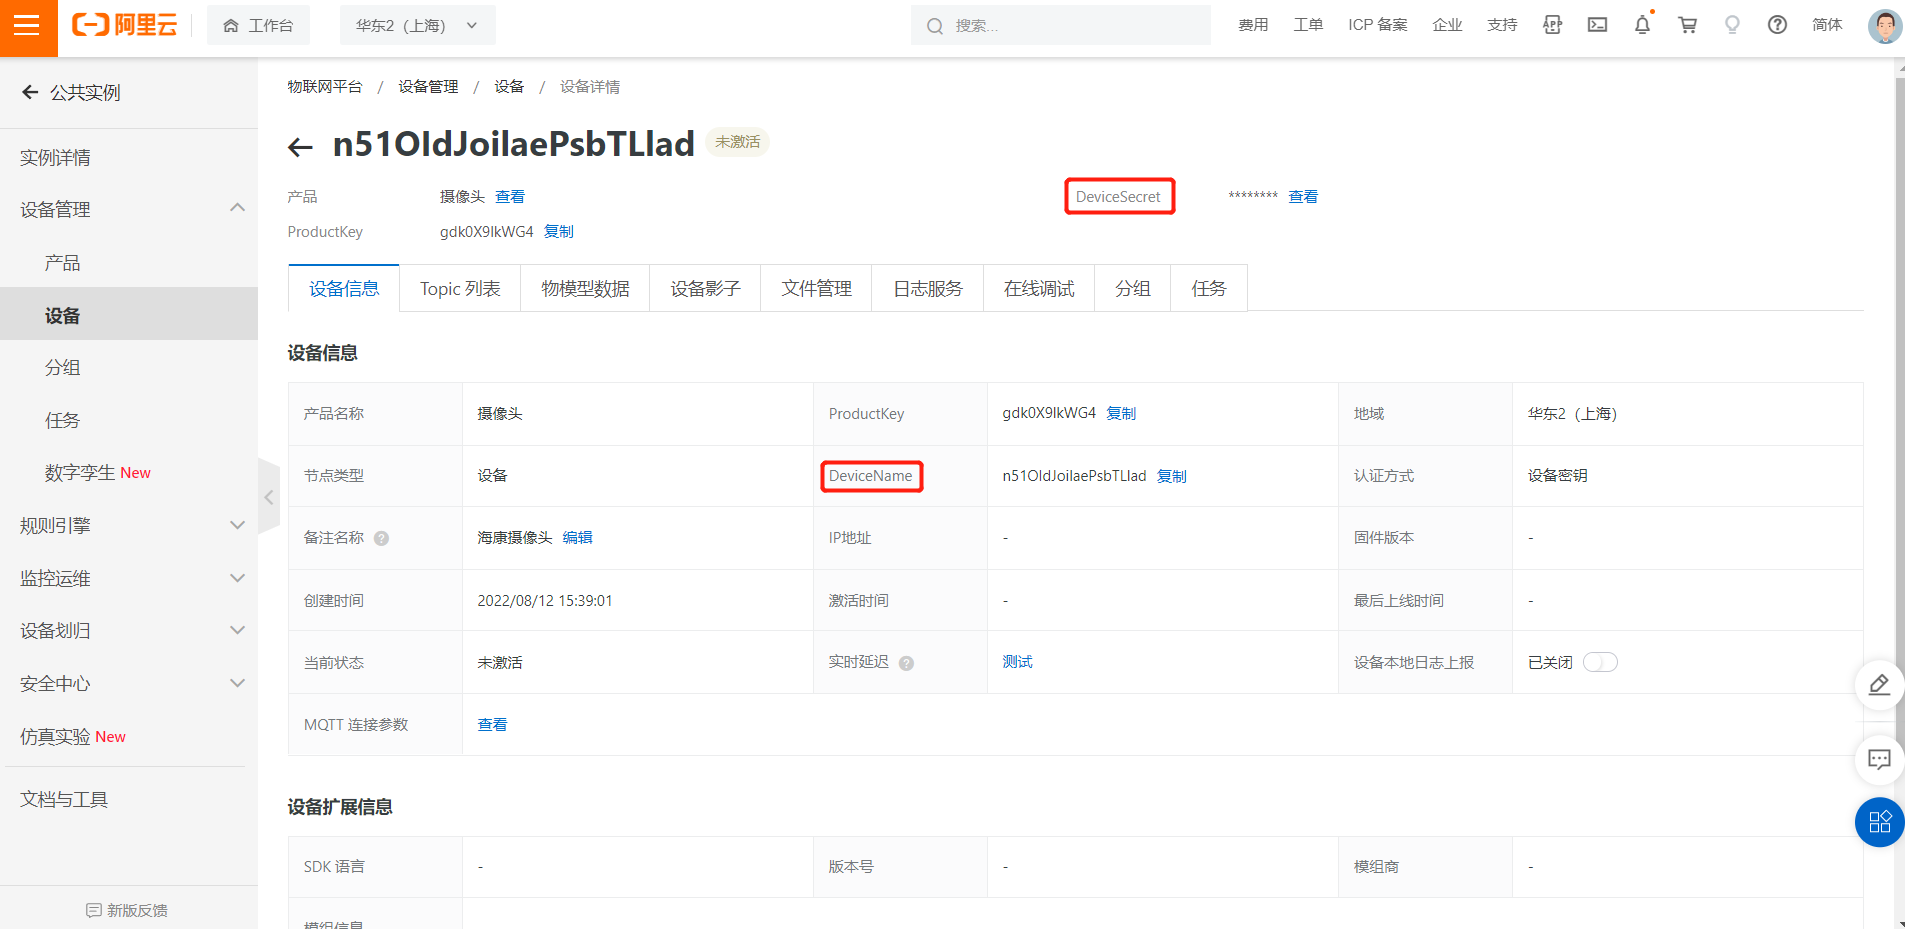 阿里云 工作台 华东2（上海） 搜索... 费用 工单 ICP 备案 企业 支持 APP 简体
公共实例
实例详情
设备管理
产品
设备
分组
任务
数字孪生 New
规则引擎
监控运维
设备划归
安全中心
仿真实验 New
文档与工具
新版反馈
物联网平台 / 设备管理 / 设备 / 设备详情
n51OIdJoilaePsbTLlad 未激活
产品 摄像头 查看 DeviceSecret ******** 查看
ProductKey gdk0X9IkWG4 复制
设备信息 Topic 列表 物模型数据 设备影子 文件管理 日志服务 在线调试 分组 任务
设备信息
产品名称 摄像头 ProductKey gdk0X9IkWG4 复制 地域 华东2（上海）
节点类型 设备 DeviceName n51OIdJoilaePsbTLlad 复制 认证方式 设备密钥
备注名称 海康摄像头 编辑 IP地址 - 固件版本 -
创建时间 2022/08/12 15:39:01 激活时间 - 最后上线时间 -
当前状态 未激活 实时延迟 测试 设备本地日志上报 已关闭
MQTT 连接参数 查看
设备扩展信息
SDK 语言 - 版本号 - 模组商 -
模组信息